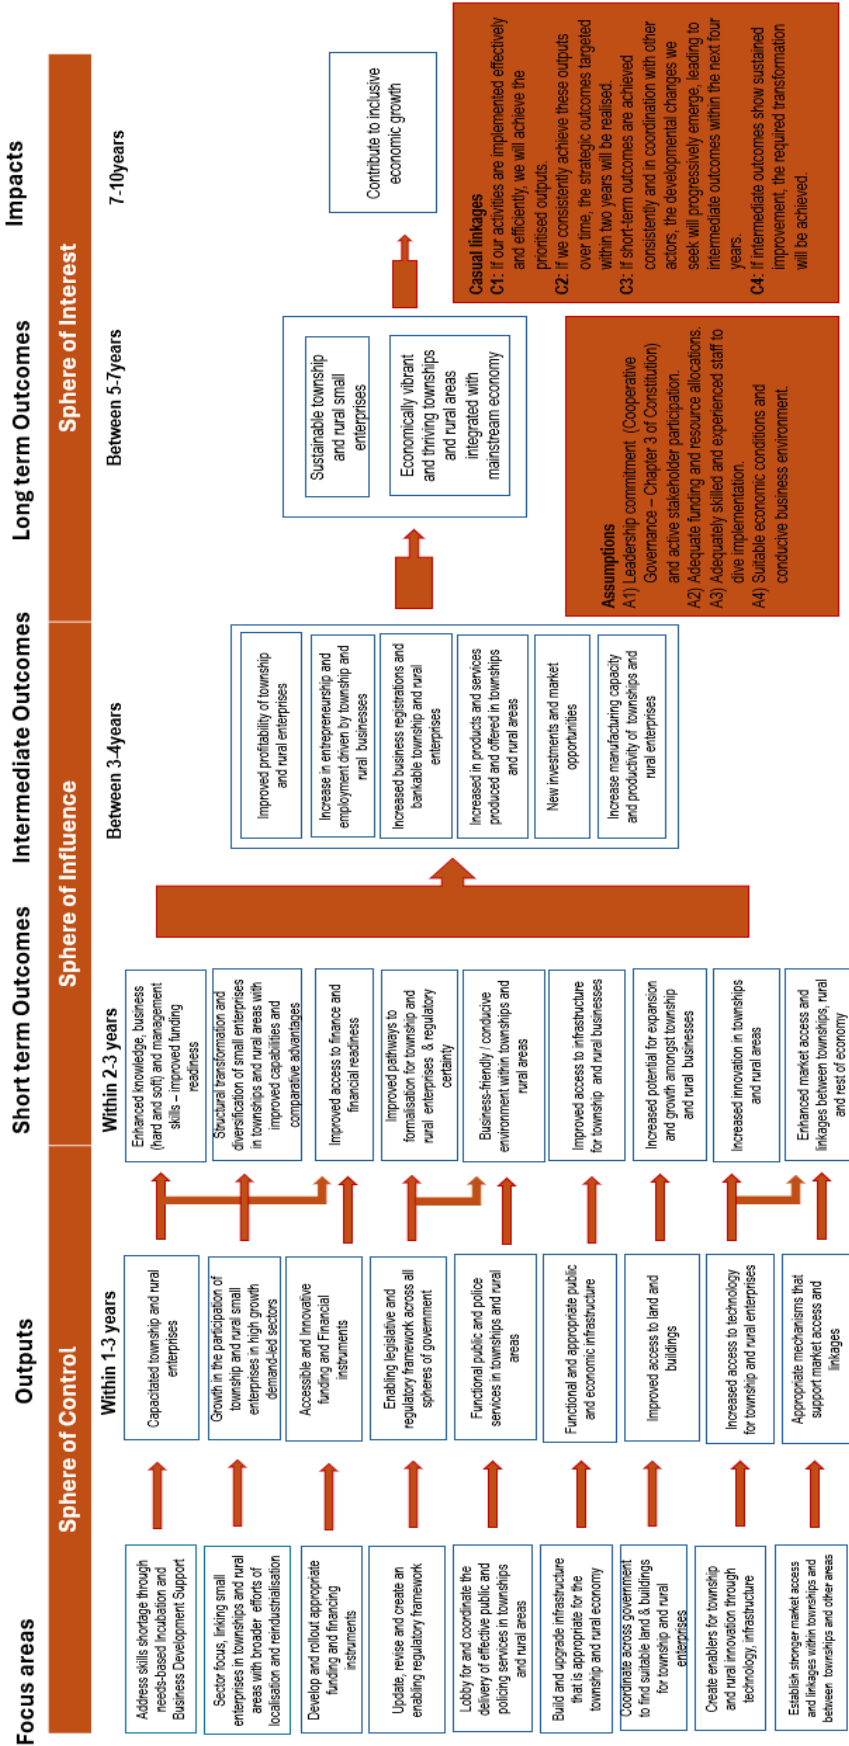 Focus areas
Outputs
Short term Outcomes
Intermediate Outcomes
Long term Outcomes
Impacts
Sphere of Control
Sphere of Influence
Sphere of Interest
Within 1-3 years
Within 2-3 years
Between 3-4years
Between 5-7years
7-10years
Address skills shortage through
needs-based Incubation and
Business Development Support
Sector focus, linking small
enterprises in townships and rural
areas with broader efforts of
localisation and reindustrialisation
Develop and rollout appropriate
funding and financing
instruments
Update, revise and create an
enabling regulatory framework
Lobby for and coordinate the
delivery of effective public and
policing services in townships
and rural areas
Build and upgrade infrastructure
that is appropriate for the
township and rural economy
Coordinate across government
to find suitable land & buildings
for township and rural
enterprises
Create enablers for township
and rural innovation through
technology, infrastructure
Establish stronger market access
and linkages within townships and
between townships and other areas
Capacitated township and rural
enterprises
Growth in the participation of
township and rural small
enterprises in high growth
demand-led sectors
Accessible and Innovative
funding and Financial
instruments
Enabling legislative and
regulatory framework across all
spheres of government
Functional public and police
services in townships and rural
areas
Functional and appropriate public
and economic infrastructure
Improved access to land and
buildings
Increased access to technology
for township and rural enterprises
Appropriate mechanisms that
support market access and
linkages
Enhanced knowledge, business
(hard and soft) and management
skills – improved funding
readiness
Structural transformation and
diversification of small enterprises
in townships and rural areas with
improved capabilities and
comparative advantages
Improved access to finance and
financial readiness
Improved pathways to
formalisation for township and
rural enterprises & regulatory
certainty
Business-friendly / conducive
environment within townships and
rural areas
Improved access to infrastructure
for township and rural businesses
Increased potential for expansion
and growth amongst township
and rural businesses
Increased innovation in townships
and rural areas
Enhanced market access and
linkages between townships, rural
and rest of economy
Improved profitability of township
and rural enterprises
Increase in entrepreneurship and
employment driven by township and
rural businesses
Increased business registrations and
bankable township and rural
enterprises
Increased in products and services
produced and offered in townships
and rural areas
New investments and market
opportunities
Increase manufacturing capacity
and productivity of townships and
rural enterprises
Sustainable township
and rural small
enterprises
Economically vibrant
and thriving townships
and rural areas
integrated with
mainstream economy
Contribute to inclusive
economic growth
Assumptions
A1) Leadership commitment (Cooperative
Governance – Chapter 3 of Constitution)
and active stakeholder participation.
A2) Adequate funding and resource allocations.
A3) Adequately skilled and experienced staff to
dive implementation.
A4) Suitable economic conditions and
conducive business environment.
Casual linkages
C1: If our activities are implemented effectively
and efficiently, we will achieve the
prioritised outputs.
C2: If we consistently achieve these outputs
over time, the strategic outcomes targeted
within two years will be realised.
C3: If short-term outcomes are achieved
consistently and in coordination with other
actors, the developmental changes we
seek will progressively emerge, leading to
intermediate outcomes within the next four
years.
C4: If intermediate outcomes show sustained
improvement, the required transformation
will be achieved.